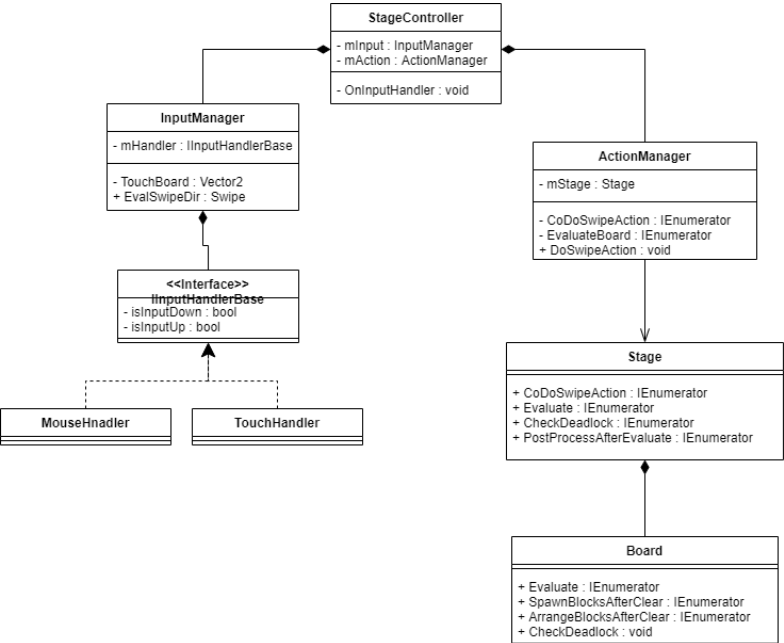 StageController
- mInput : InputManager
- mAction : ActionManager
- OnInputHandler : void
InputManager
- mHandler : IInputHandlerBase
- TouchBoard : Vector2
+ EvalSwipeDir : Swipe
ActionManager
- mStage : Stage
- CoDoSwipeAction : IEnumerator
- EvaluateBoard : IEnumerator
+ DoSwipeAction : void
<<Interface>>
IInputHandlerBase
- isInputDown : bool
- isInputUp : bool
MouseHnadler
TouchHandler
Stage
+ CoDoSwipeAction : IEnumerator
+ Evaluate : IEnumerator
+ CheckDeadlock : IEnumerator
+ PostProcessAfterEvaluate : IEnumerator
Board
+ Evaluate : IEnumerator
+ SpawnBlocksAfterClear : IEnumerator
+ ArrangeBlocksAfterClear : IEnumerator
+ CheckDeadlock : void